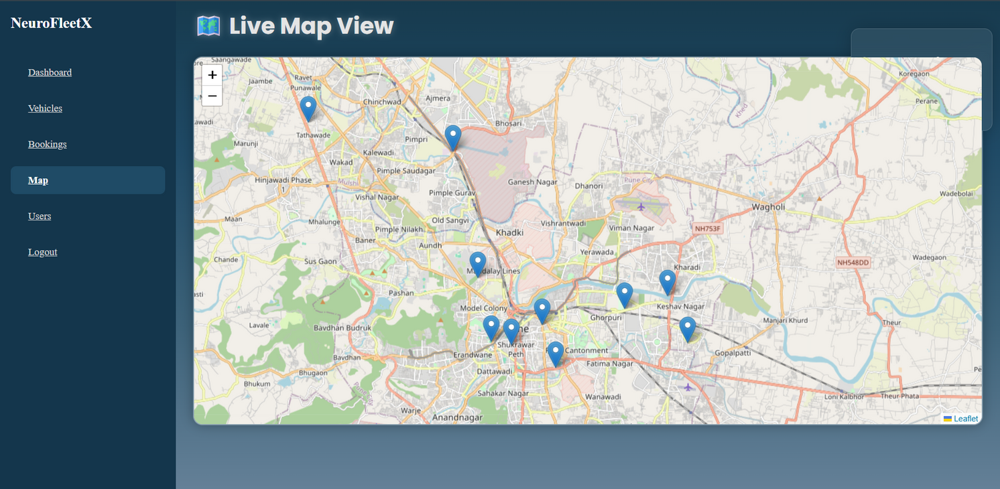 NeuroFleetX
Dashboard
Vehicles
Bookings
Map
Users
Logout
Live Map View
+
−
Saangawade
Jaambe
Ravet
Punawale
Chinchwad
Ajmera
Bhosari
Koregaon
Perane
Khed
Marunji
Tathawade
Pimpri
Kalewadi
Wakad
Pimple Saudagar
Hinjawadi Phase
1
Mulshi
Vishal Nagar
Pimple Gurav
Ganesh Nagar
Dhanori
Pune City
Wadebolai
Wagholi
Maan
Mhalunge
Old Sangvi
Pimple Nilakh
Khadki
Vishrantwadi
Viman Nagar
NH753F
Baner
Aundh
Yerawada
Chande
Sus Gaon
Lines
Kharadi
NH548DD
Wadegaon
Pashan
Model Colony
Ghorpuri
Keshav Nagar
Manjari Khurd
Theur
Lavale
Bavdhan Budruk
Shukrawar
Peth
Erandwane
Cantonment
Gopalpatti
Bavdhan
Fatima Nagar
Dattawadi
Bhugaon
Bhukum
Sahakar Nagar
Wanawadi
Loni Kalbhor
Theur Phata
Warje
Anandnagar
Leaflet